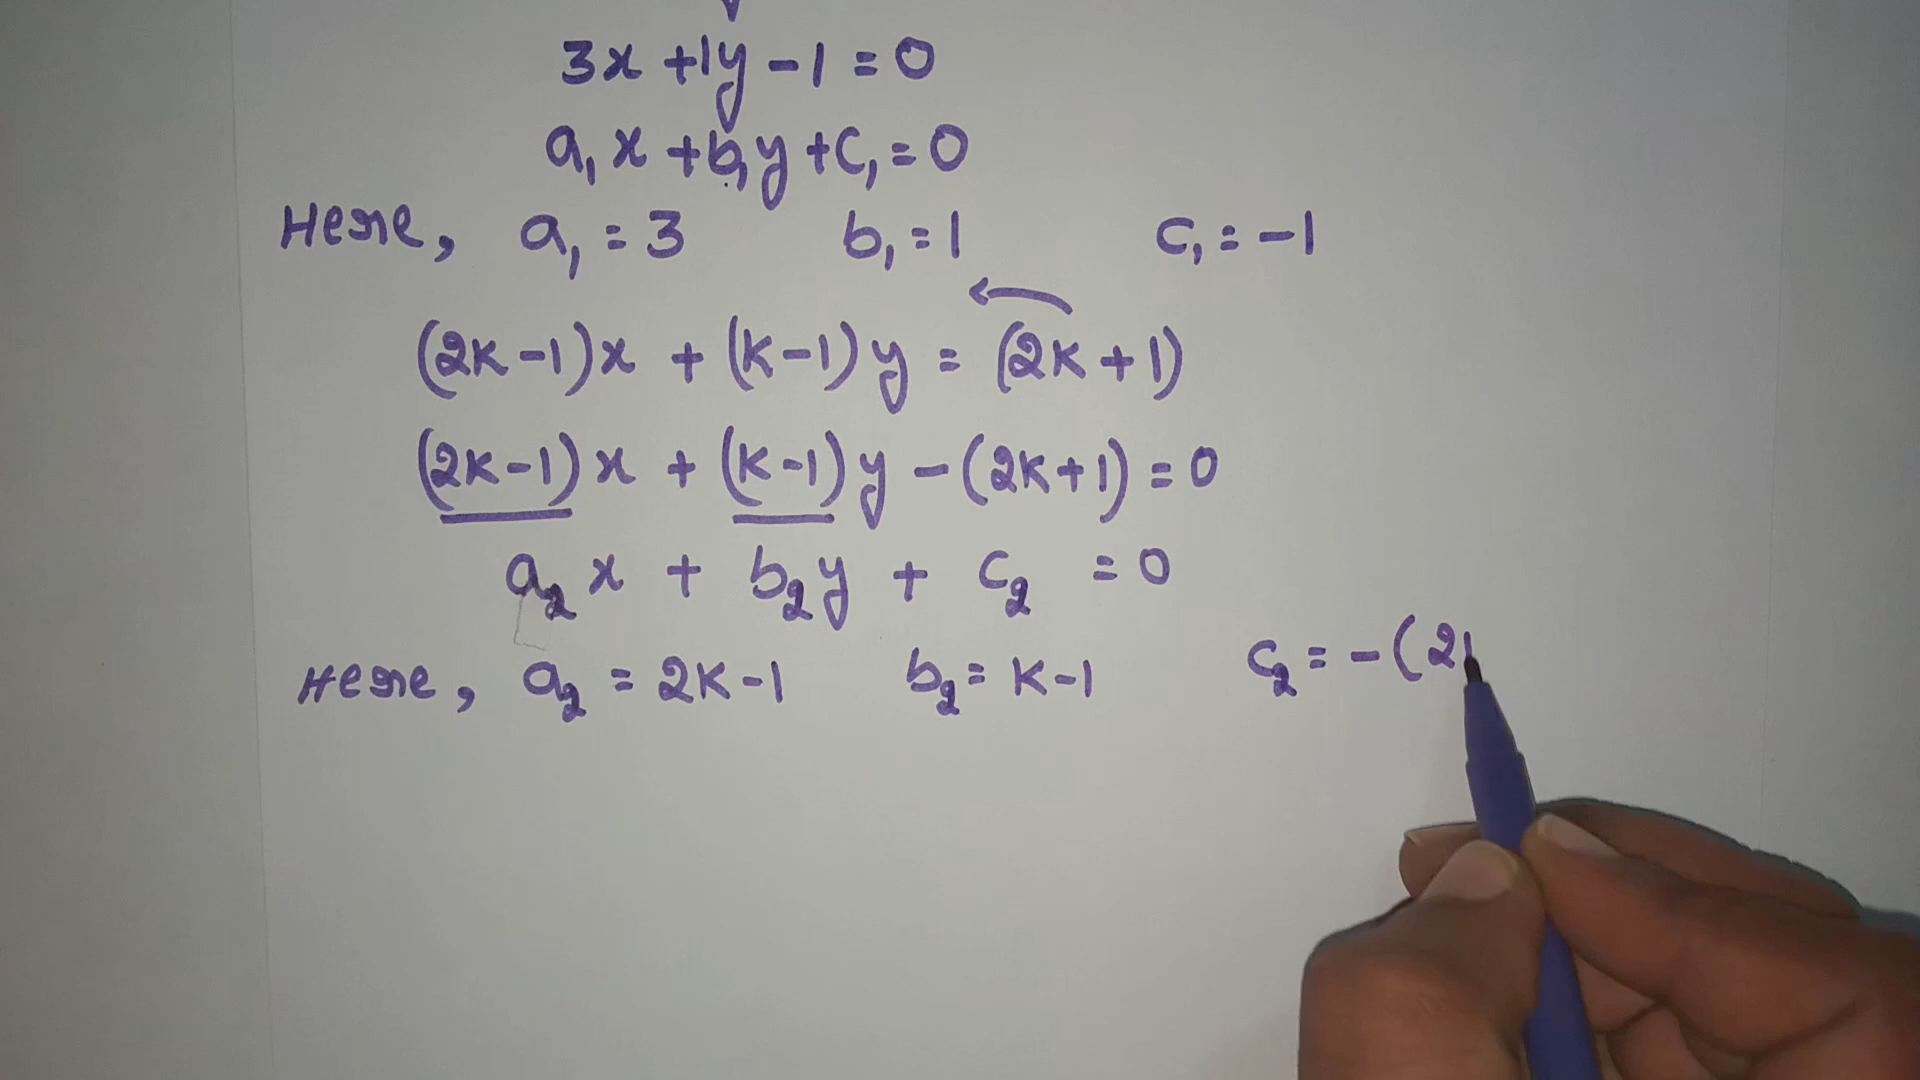 3x + 1y - 1 = 0
a₁x + b₁y + c₁ = 0
Here, a₁ = 3 b₁ = 1 c₁ = -1
(2k-1)x + (k-1)y = (2k+1)
(2k-1)x + (k-1)y - (2k+1) = 0
a₂x + b₂y + c₂ = 0
Here, a₂ = 2k-1 b₂ = k-1 c₂ = -(2